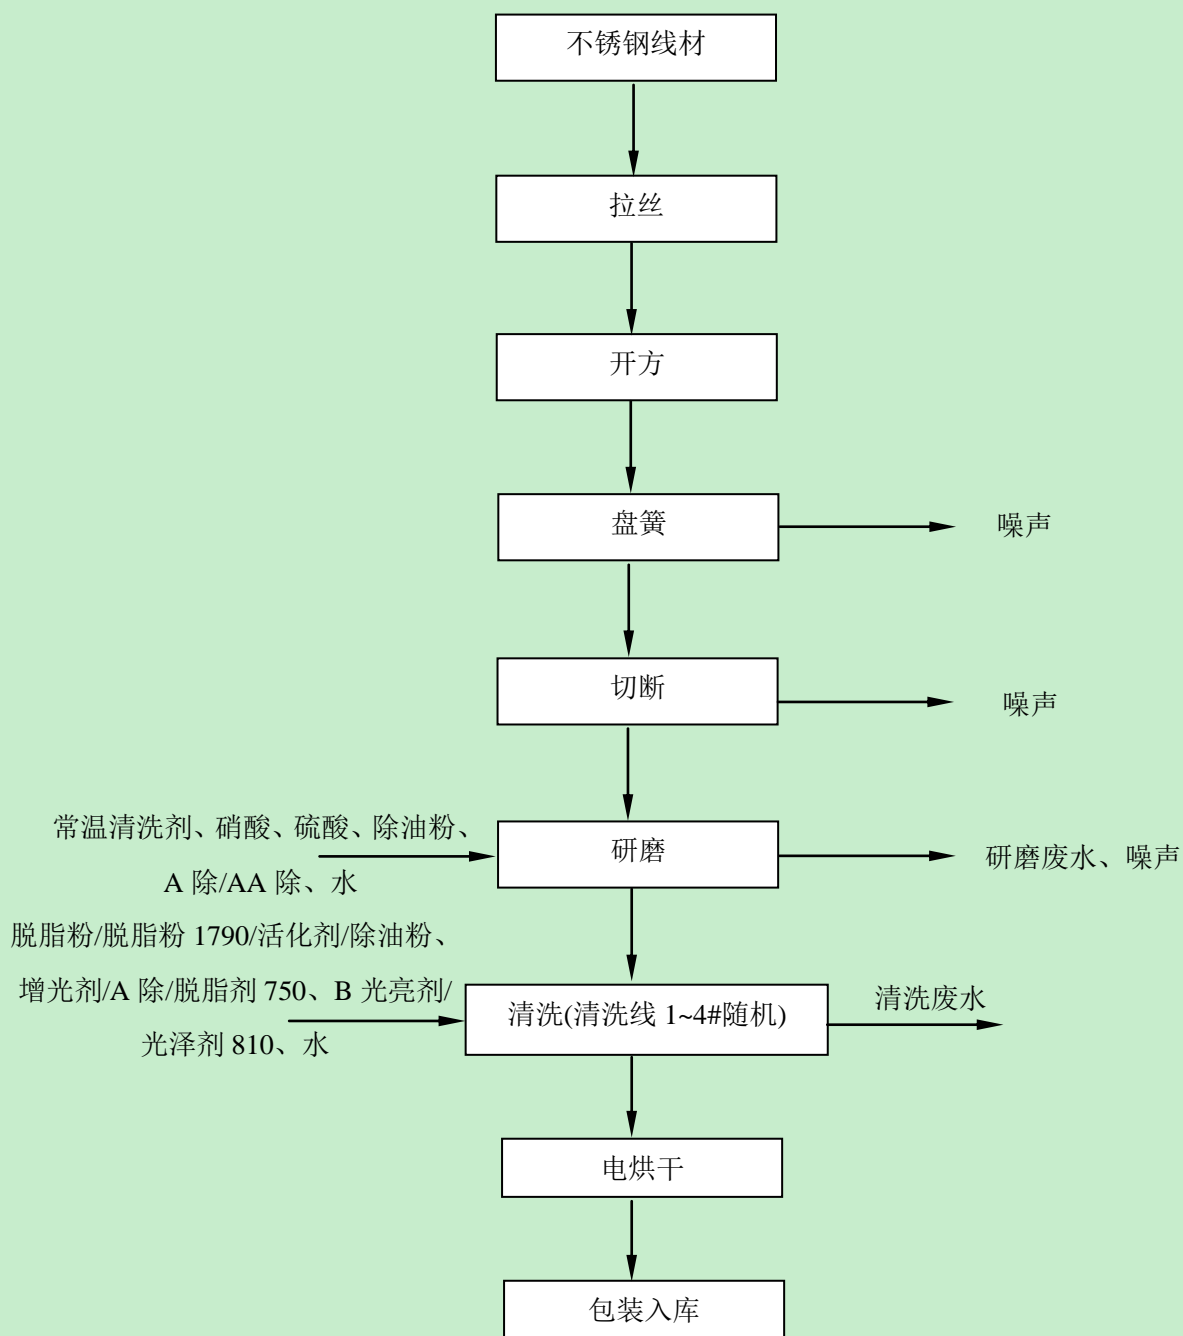 不锈钢线材
拉丝
开方
盘簧
噪声
切断
噪声
常温清洗剂、硝酸、硫酸、除油粉、
A 除/AA 除、水
研磨
研磨废水、噪声
脱脂粉/脱脂粉 1790/活化剂/除油粉、
增光剂/A 除/脱脂剂 750、B 光亮剂/
光泽剂 810、水
清洗(清洗线 1~4#随机)
清洗废水
电烘干
包装入库